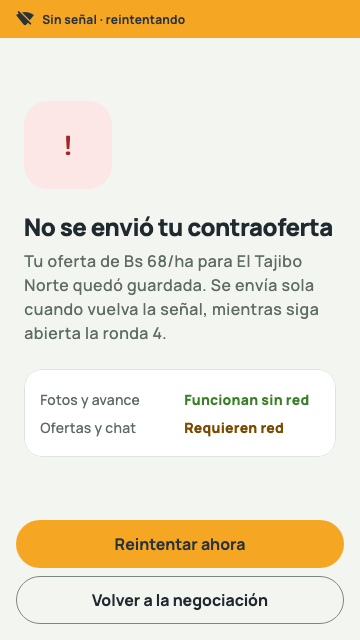 Sin señal · reintentando
!
No se envió tu contraoferta
Tu oferta de Bs 68/ha para El Tajibo
Norte quedó guardada. Se envía sola
cuando vuelva la señal, mientras siga
abierta la ronda 4.
Fotos y avance Funcionan sin red
Ofertas y chat Requieren red
Reintentar ahora
Volver a la negociación